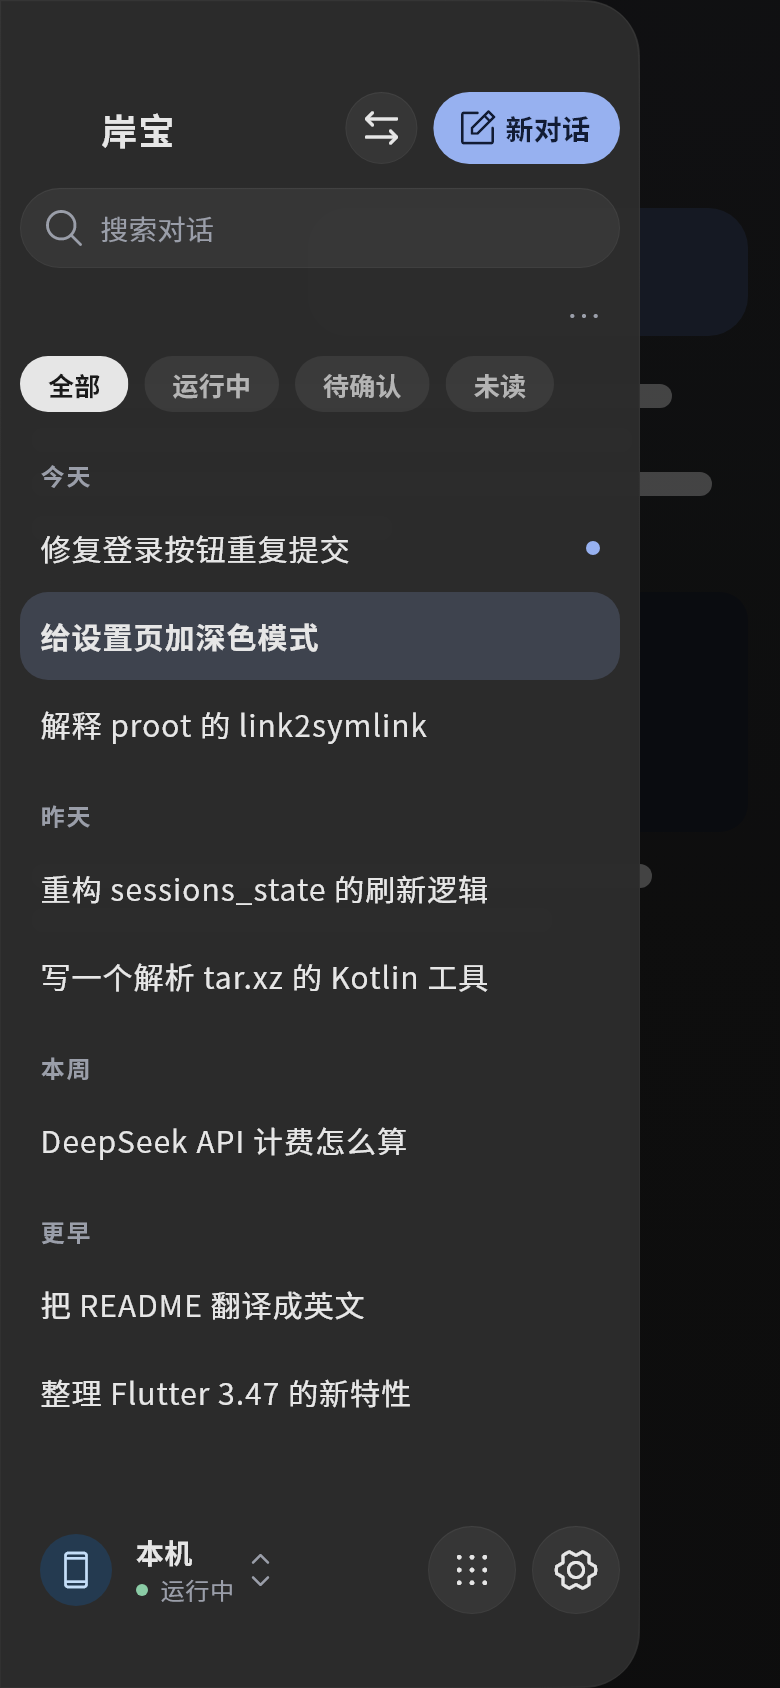 岸宝
新对话
搜索对话
...
全部 运行中 待确认 未读
今天
修复登录按钮重复提交
给设置页加深色模式
解释 proot 的 link2symlink
昨天
重构 sessions_state 的刷新逻辑
写一个解析 tar.xz 的 Kotlin 工具
本周
DeepSeek API 计费怎么算
更早
把 README 翻译成英文
整理 Flutter 3.47 的新特性
本机
运行中